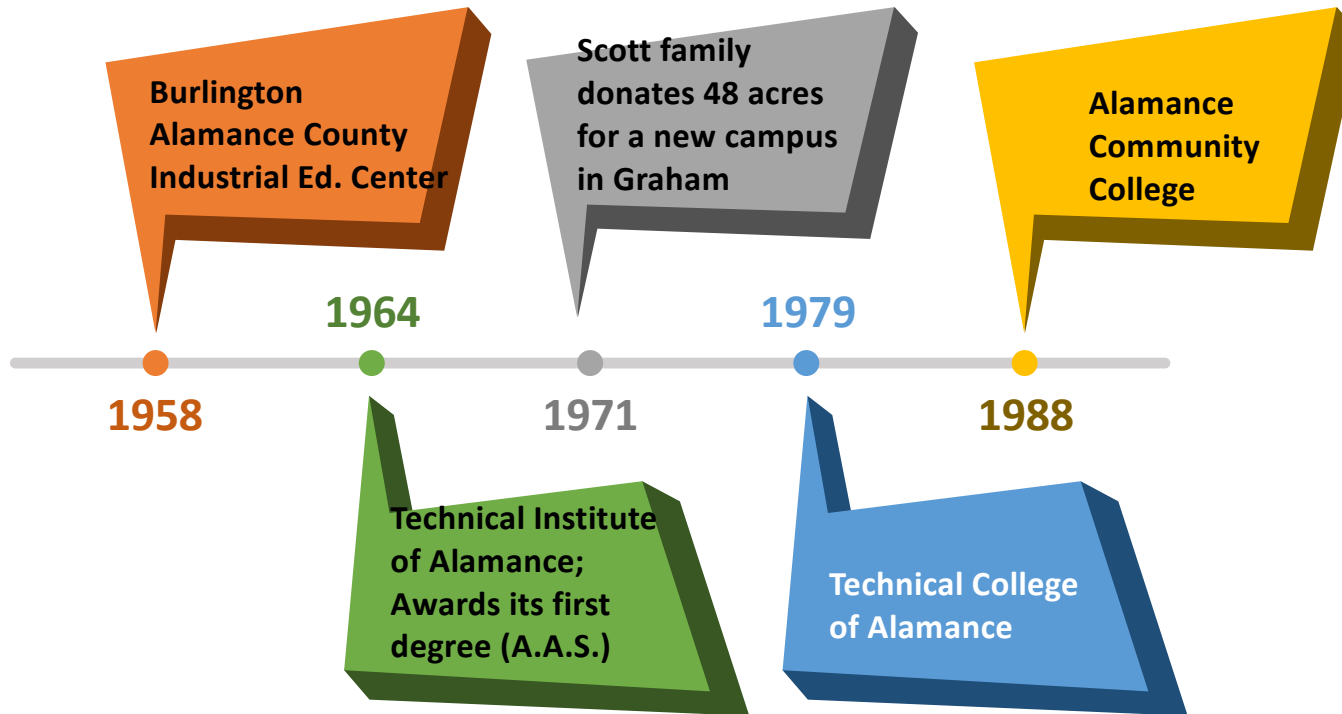 Burlington
Alamance County
Industrial Ed. Center
1958
1964
Technical Institute
of Alamance;
Awards its first
degree (A.A.S.)
Scott family
donates 48 acres
for a new campus
in Graham
1971
1979
Technical College
of Alamance
Alamance
Community
College
1988